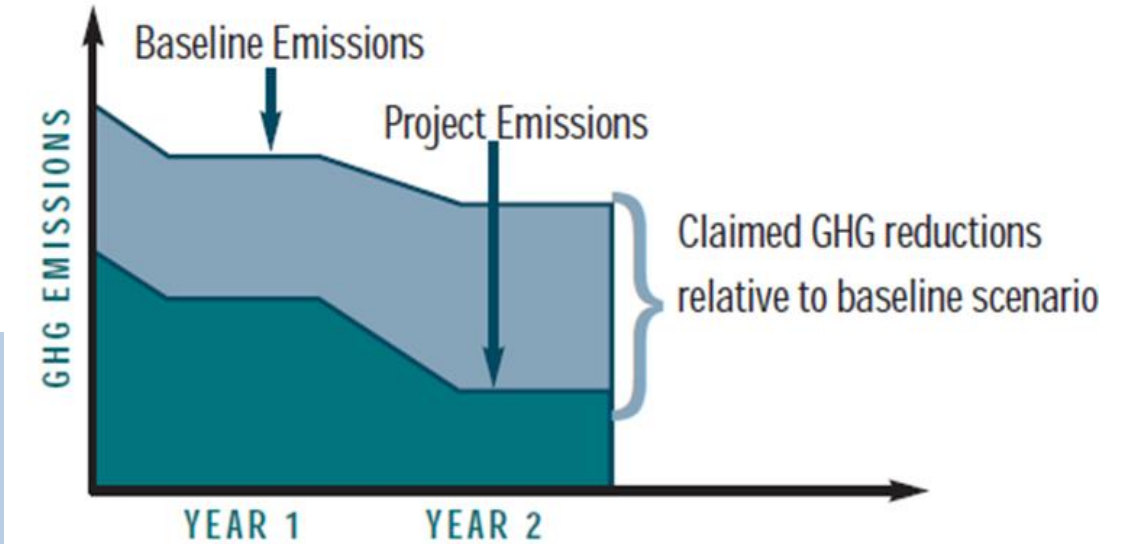 Baseline Emissions
Project Emissions
GHG EMISSIONS
Claimed GHG reductions
relative to baseline scenario
YEAR 1
YEAR 2